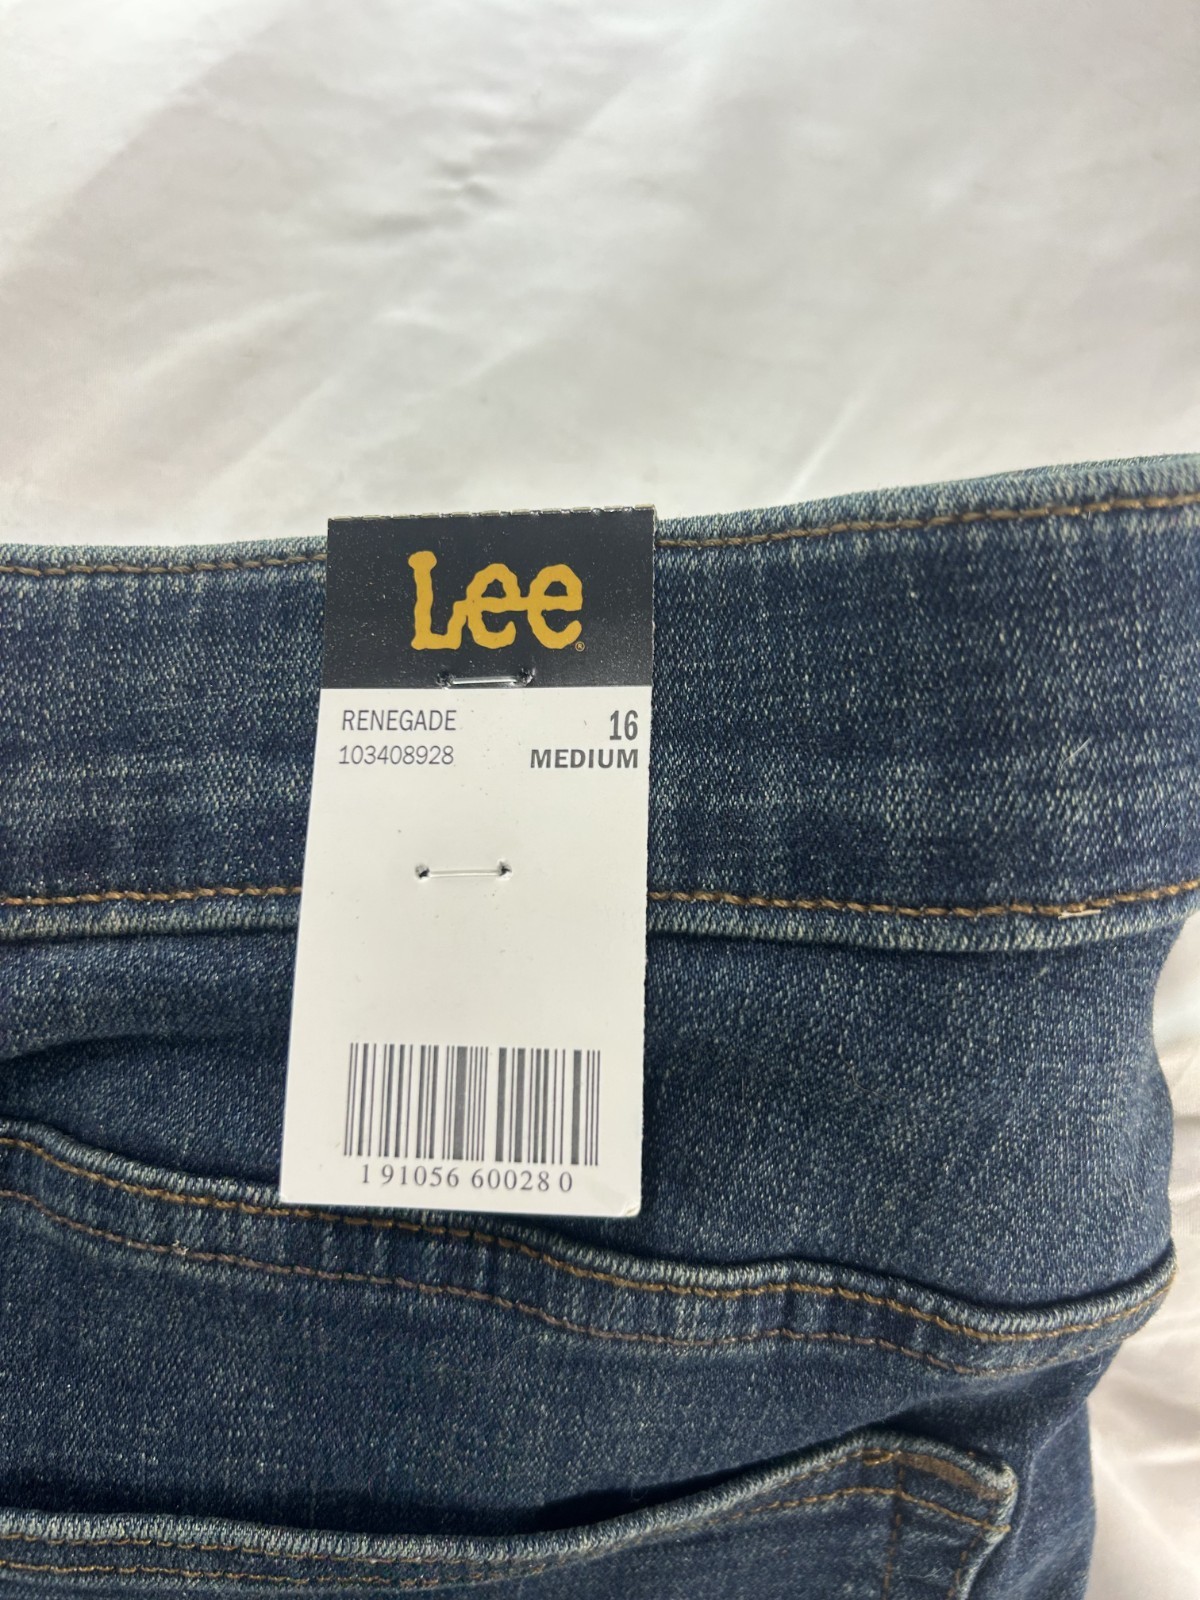 Lee®
RENEGADE 16
103408928 MEDIUM
1 91056 60028 0